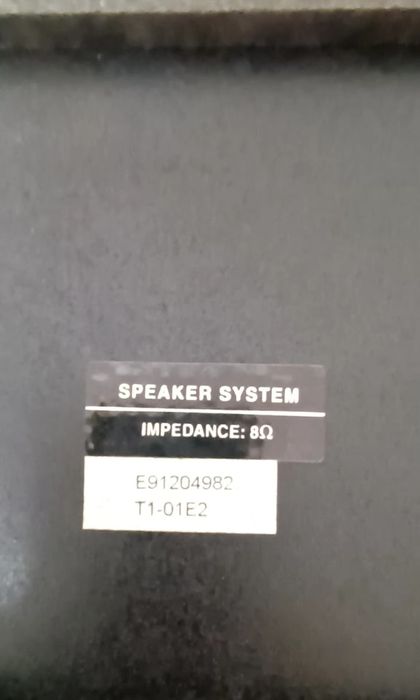 SPEAKER SYSTEM
IMPEDANCE: 8Ω
E91204982
T1-01E2